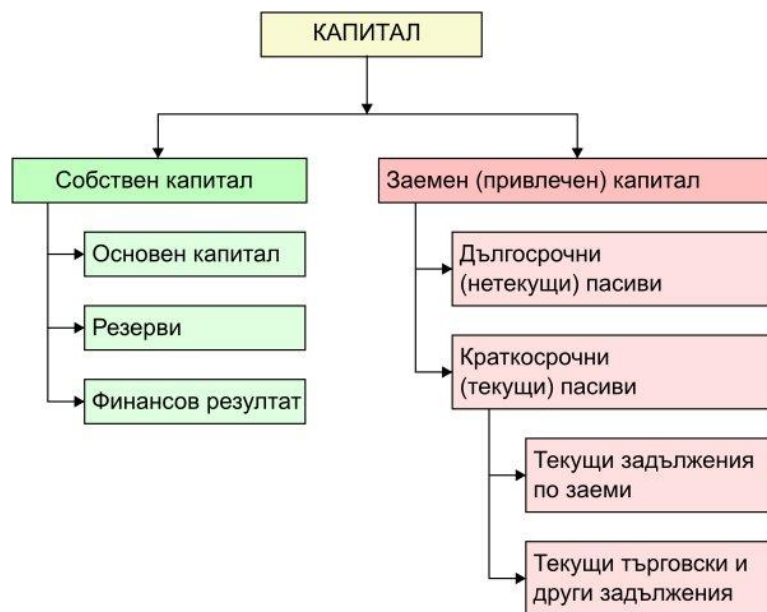 КАПИТАЛ
Собствен капитал
Основен капитал
Резерви
Финансов резултат
Заемен (привлечен) капитал
Дългосрочни
(нетекущи) пасиви
Краткосрочни
(текущи) пасиви
Текущи задължения
по заеми
Текущи търговски и
други задължения